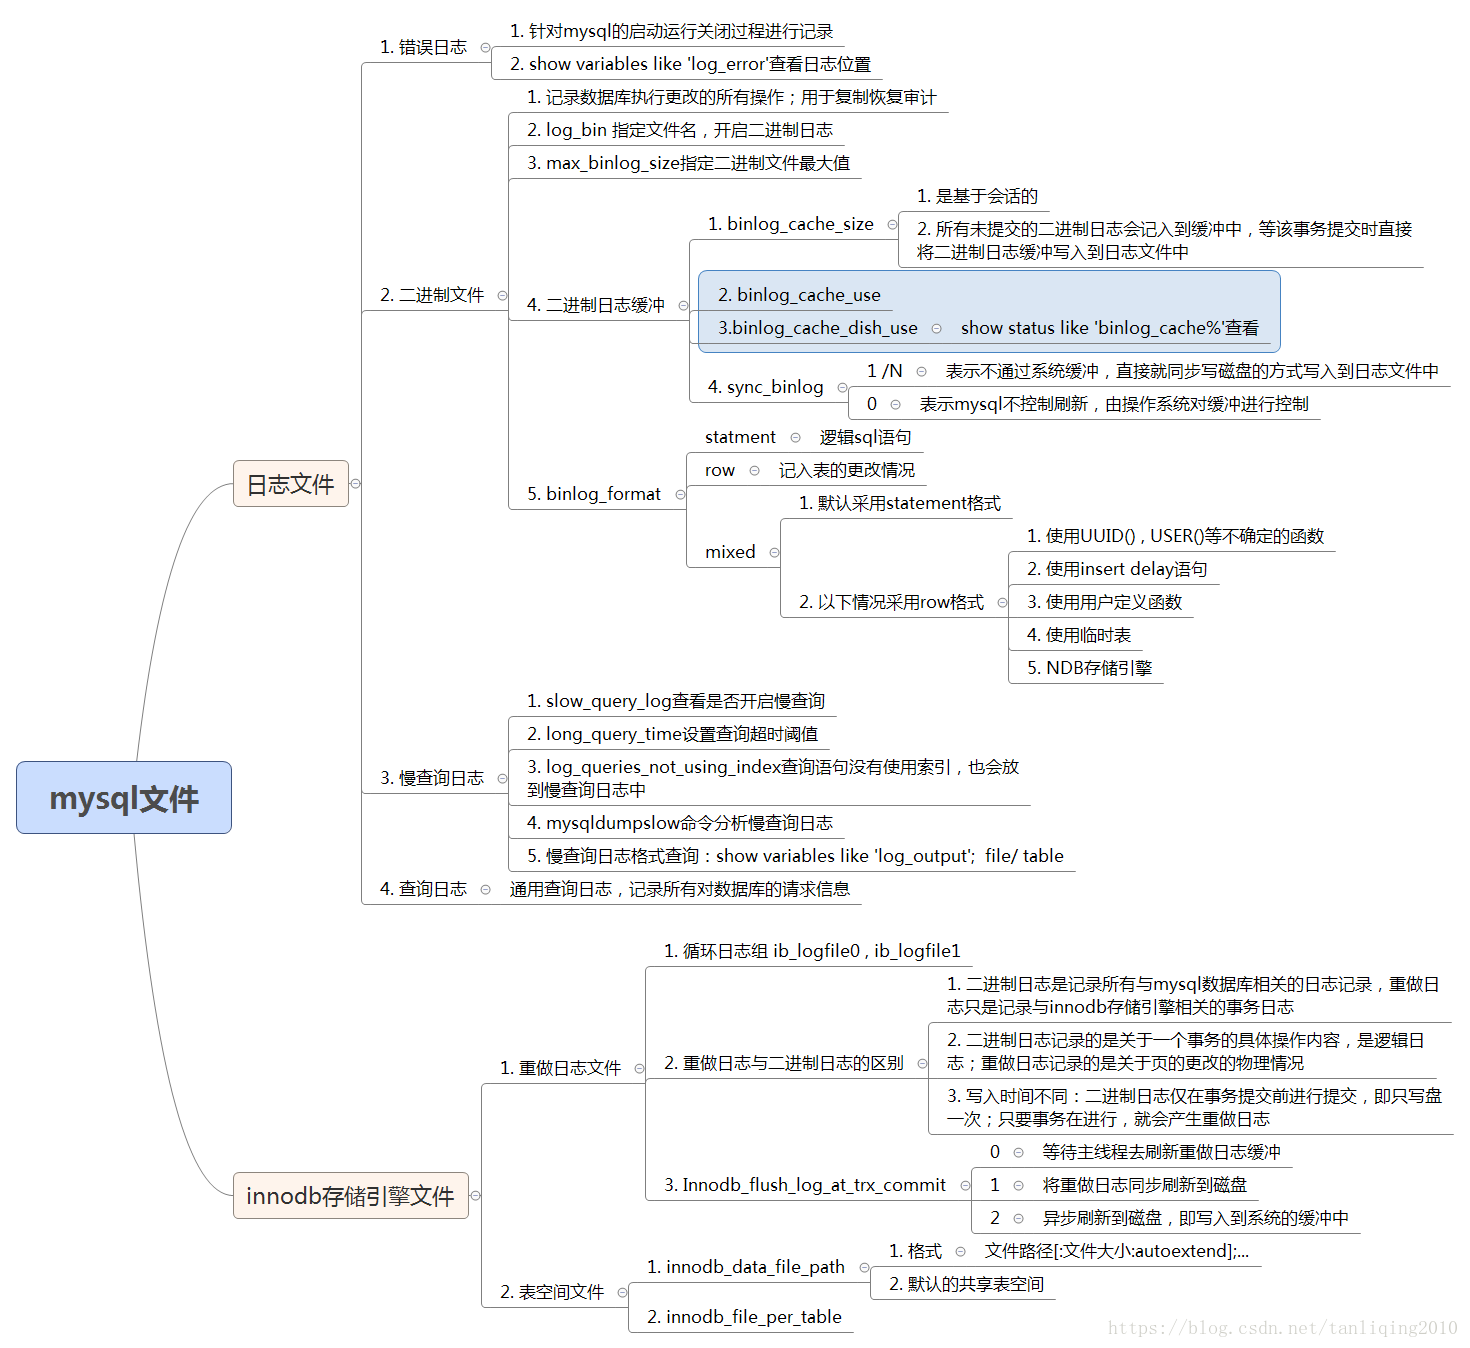 mysql文件
日志文件
1. 错误日志
1. 针对mysql的启动运行关闭过程进行记录
2. show variables like 'log_error'查看日志位置
2. 二进制文件
1. 记录数据库执行更改的所有操作；用于复制恢复审计
2. log_bin 指定文件名，开启二进制日志
3. max_binlog_size指定二进制文件最大值
4. 二进制日志缓冲
1. binlog_cache_size
1. 是基于会话的
2. 所有未提交的二进制日志会记入到缓冲中，等该事务提交时直接
将二进制日志缓冲写入到日志文件中
2. binlog_cache_use
3.binlog_cache_dish_use
show status like 'binlog_cache%'查看
4. sync_binlog
1 /N
表示不通过系统缓冲，直接就同步写磁盘的方式写入到日志文件中
0
表示mysql不控制刷新，由操作系统对缓冲进行控制
5. binlog_format
statment
逻辑sql语句
row
记入表的更改情况
mixed
1. 默认采用statement格式
2. 以下情况采用row格式
1. 使用UUID() , USER()等不确定的函数
2. 使用insert delay语句
3. 使用用户定义函数
4. 使用临时表
5. NDB存储引擎
3. 慢查询日志
1. slow_query_log查看是否开启慢查询
2. long_query_time设置查询超时阈值
3. log_queries_not_using_index查询语句没有使用索引，也会放
到慢查询日志中
4. mysqldumpslow命令分析慢查询日志
5. 慢查询日志格式查询：show variables like 'log_output';  file/ table
4. 查询日志
通用查询日志，记录所有对数据库的请求信息
innodb存储引擎文件
1. 重做日志文件
1. 循环日志组 ib_logfile0 , ib_logfile1
2. 重做日志与二进制日志的区别
1. 二进制日志是记录所有与mysql数据库相关的日志记录，重做日
志只是记录与innodb存储引擎相关的事务日志
2. 二进制日志记录的是关于一个事务的具体操作内容，是逻辑日
志；重做日志记录的是关于页的更改的物理情况
3. 写入时间不同：二进制日志仅在事务提交前进行提交，即只写盘
一次；只要事务在进行，就会产生重做日志
3. Innodb_flush_log_at_trx_commit
0
等待主线程去刷新重做日志缓冲
1
将重做日志同步刷新到磁盘
2
异步刷新到磁盘，即写入到系统的缓冲中
2. 表空间文件
1. innodb_data_file_path
1. 格式
文件路径[:文件大小:autoextend];...
2. 默认的共享表空间
2. innodb_file_per_table
https://blog.csdn.net/tanliqing2010